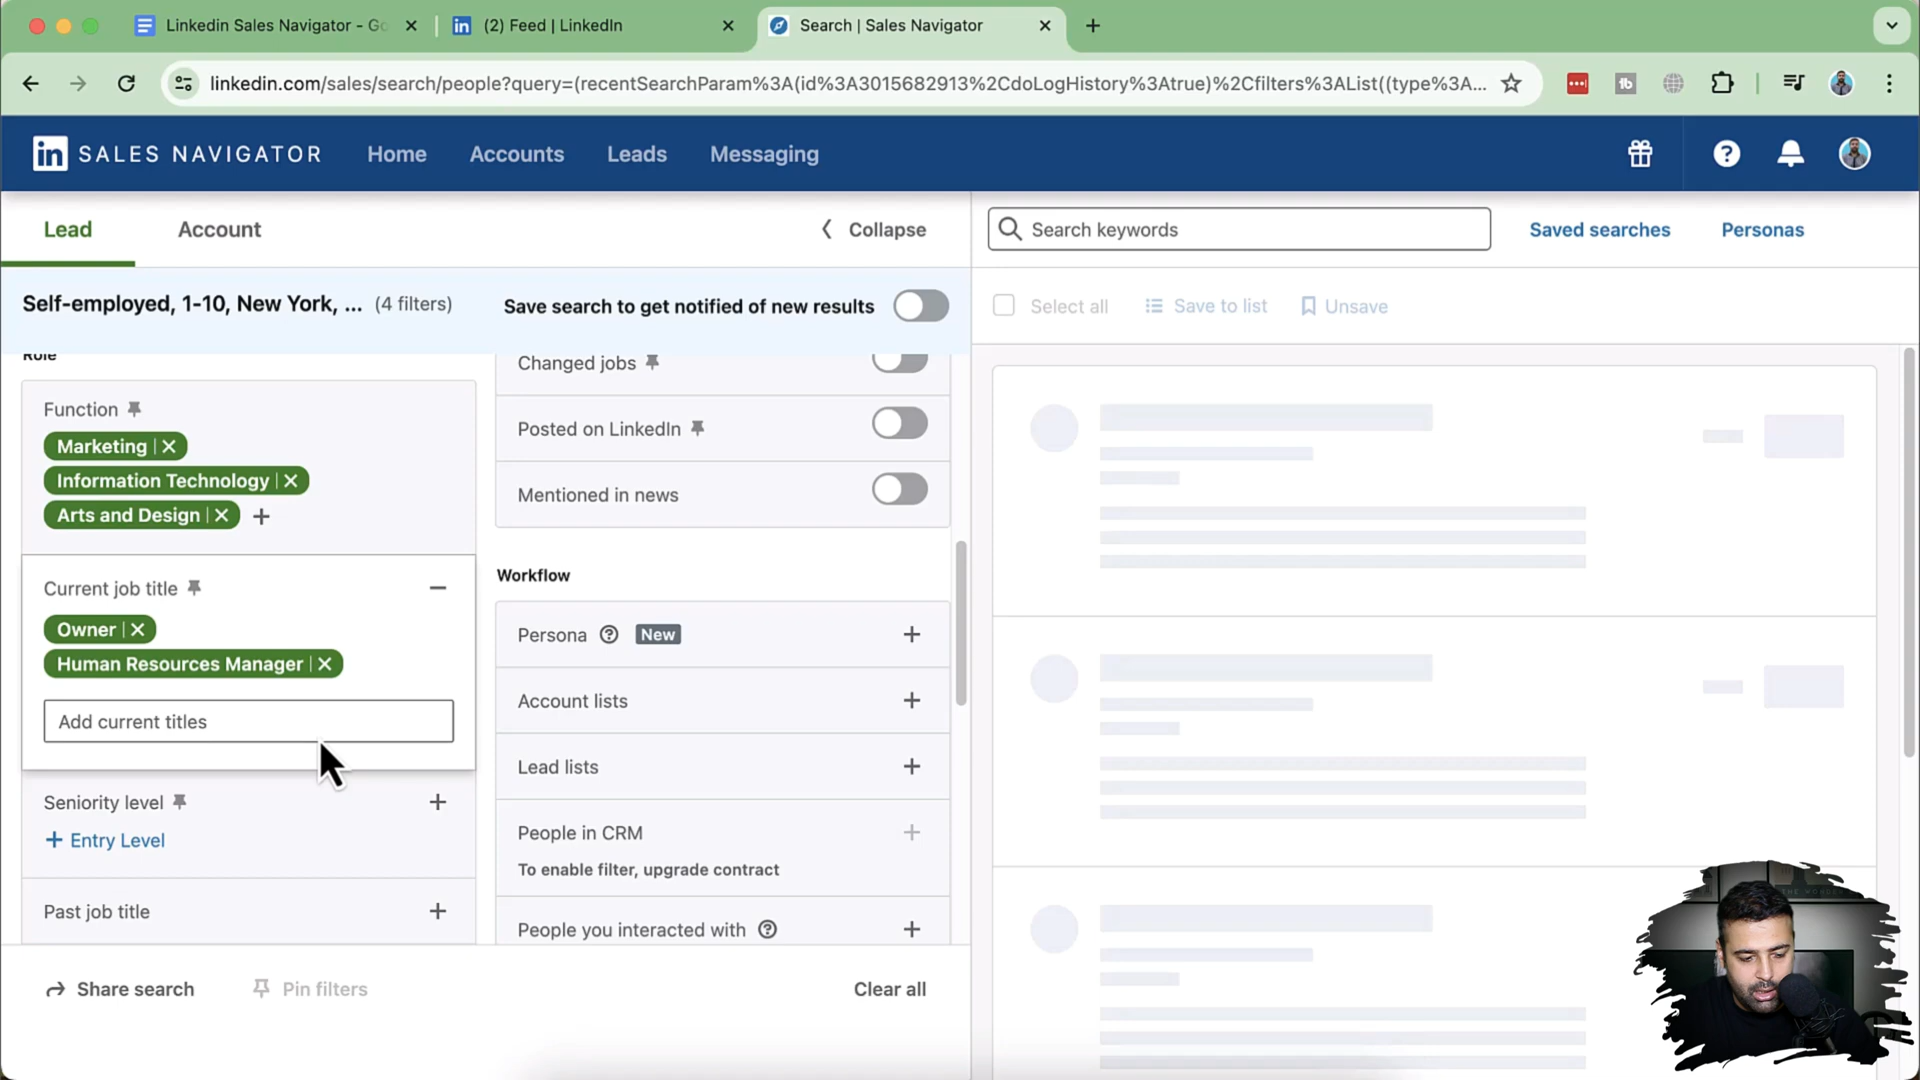 Linkedin Sales Navigator - Go
(2) Feed | LinkedIn
Search | Sales Navigator
linkedin.com/sales/search/people?query=(recentSearchParam%3A(id%3A3015682913%2CdoLogHistory%3Atrue)%2Cfilters%3AList((type%3A...
in SALES NAVIGATOR
Home
Accounts
Leads
Messaging
Lead
Account
Collapse
Search keywords
Saved searches
Personas
Self-employed, 1-10, New York, ... (4 filters)
Save search to get notified of new results
Select all
Save to list
Unsave
Role
Function
Marketing
Information Technology
Arts and Design
Current job title
Owner
Human Resources Manager
Add current titles
Seniority level
Entry Level
Past job title
Changed jobs
Posted on LinkedIn
Mentioned in news
Workflow
Persona New
Account lists
Lead lists
People in CRM
To enable filter, upgrade contract
People you interacted with
Share search
Pin filters
Clear all